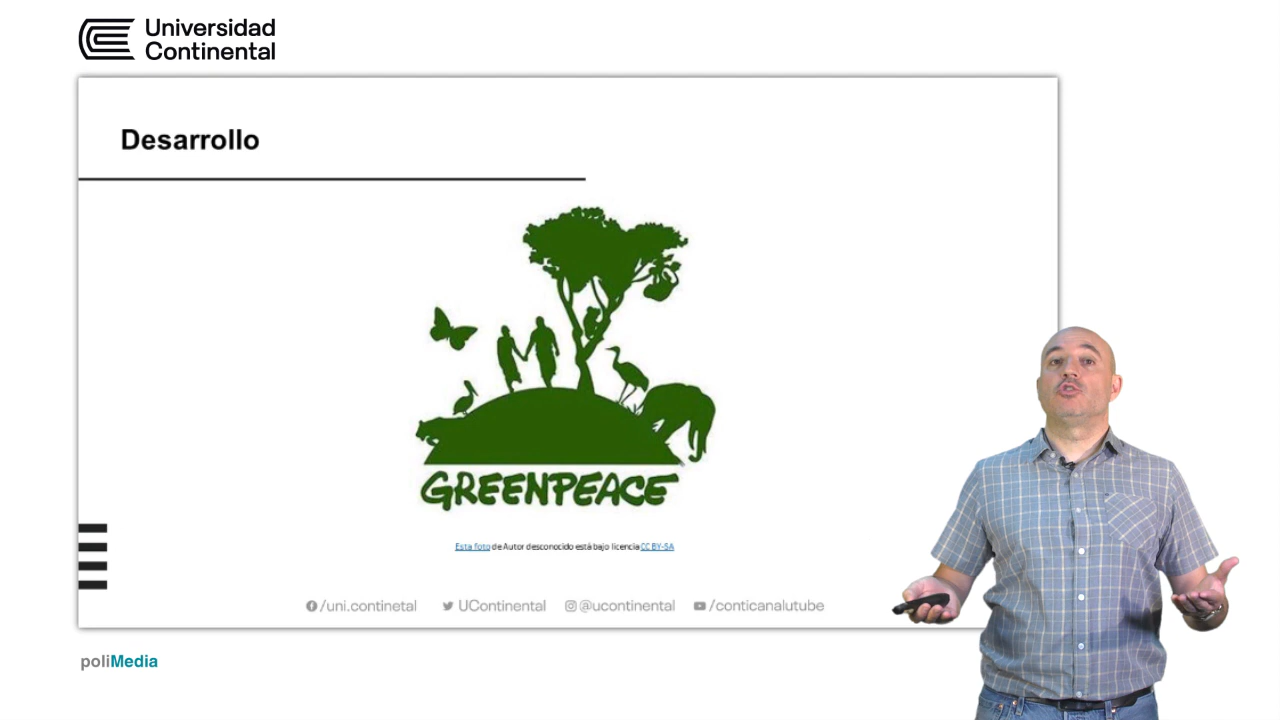 Universidad
Continental
Desarrollo
GREENPEACE
Esta foto de Autor desconocido está bajo licencia CC BY-SA
/uni.continetal UContinental @ucontinental /conticanalutube
poliMedia